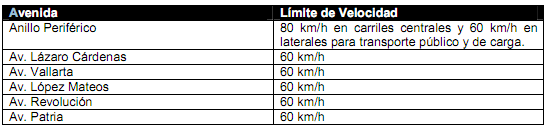 Avenida Límite de Velocidad
Anillo Periférico 80 km/h en carriles centrales y 60 km/h en
laterales para transporte público y de carga.
Av. Lázaro Cárdenas 60 km/h
Av. Vallarta 60 km/h
Av. López Mateos 60 km/h
Av. Revolución 60 km/h
Av. Patria 60 km/h